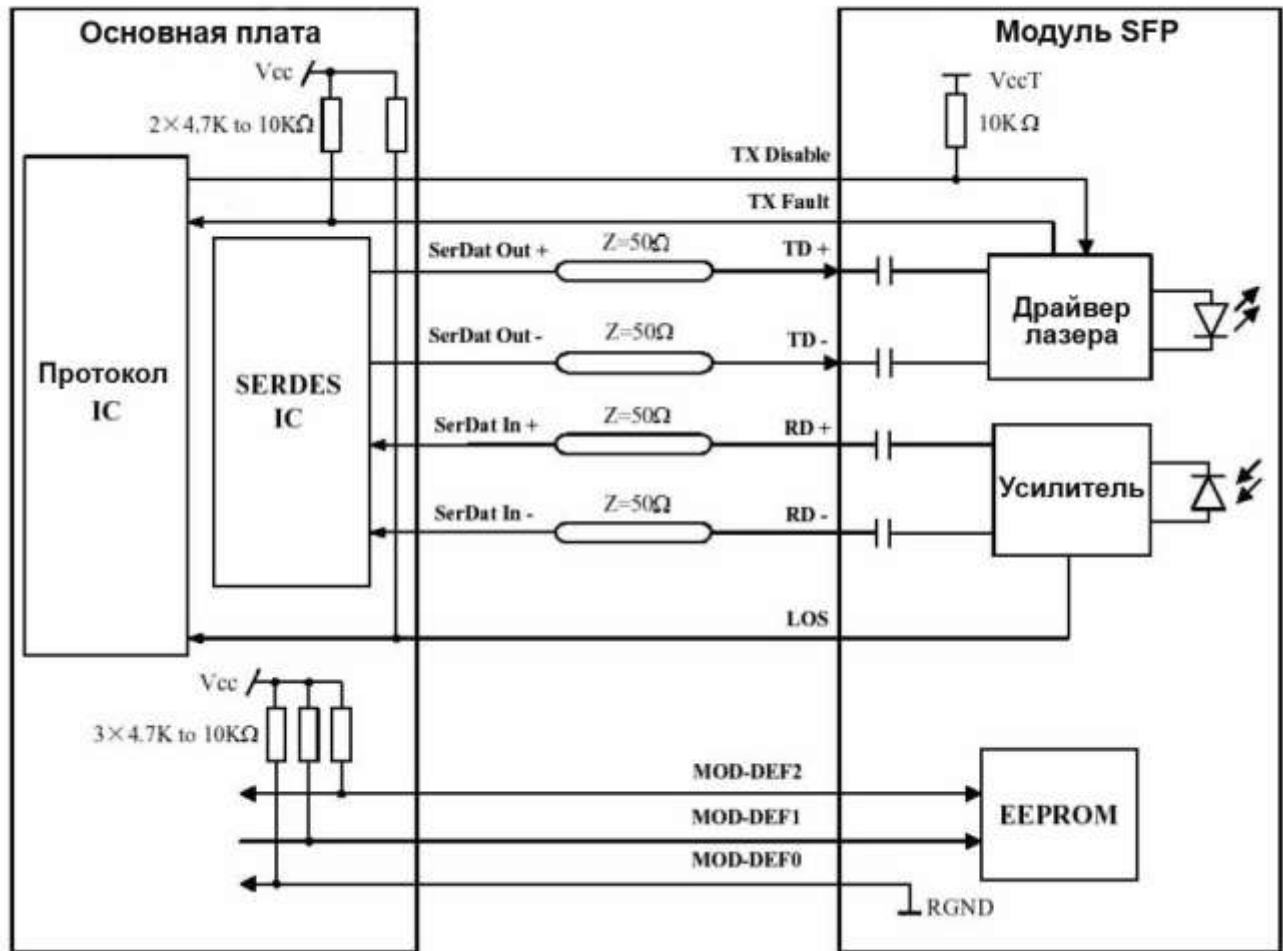 Основная плата
Модуль SFP
Vcc
VccT
2×4,7K to 10KΩ
10KΩ
TX Disable
TX Fault
SerDat Out +
Z=50Ω
TD +
Драйвер
лазера
SerDat Out -
Z=50Ω
TD -
Протокол
IC
SERDES
IC
SerDat In +
Z=50Ω
RD +
Усилитель
SerDat In -
Z=50Ω
RD -
LOS
Vcc
3×4.7K to 10KΩ
MOD-DEF2
MOD-DEF1
EEPROM
MOD-DEF0
RGND